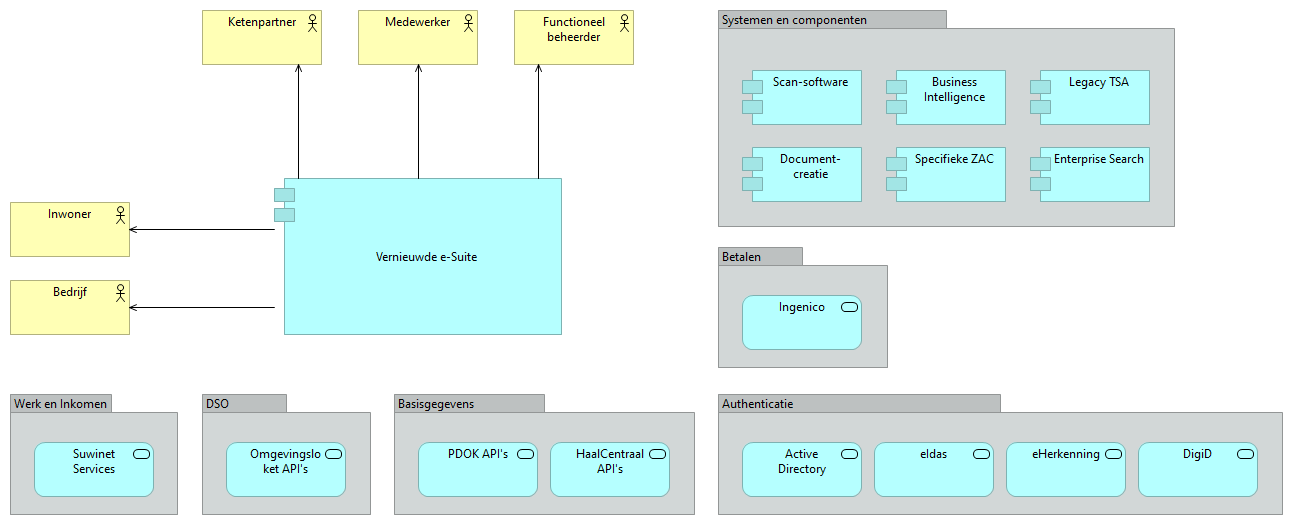 Ketenpartner
Medewerker
Functioneel
beheerder
Systemen en componenten
Scan-software
Business
Intelligence
Legacy TSA
Document-
creatie
Specifieke ZAC
Enterprise Search
Inwoner
Bedrijf
Vernieuwde e-Suite
Betalen
Ingenico
Werk en Inkomen
Suwinet
Services
DSO
Omgevingslo
ket API's
Basisgegevens
PDOK API's
HaalCentraal
API's
Authenticatie
Active
Directory
eIdas
eHerkenning
DigiD